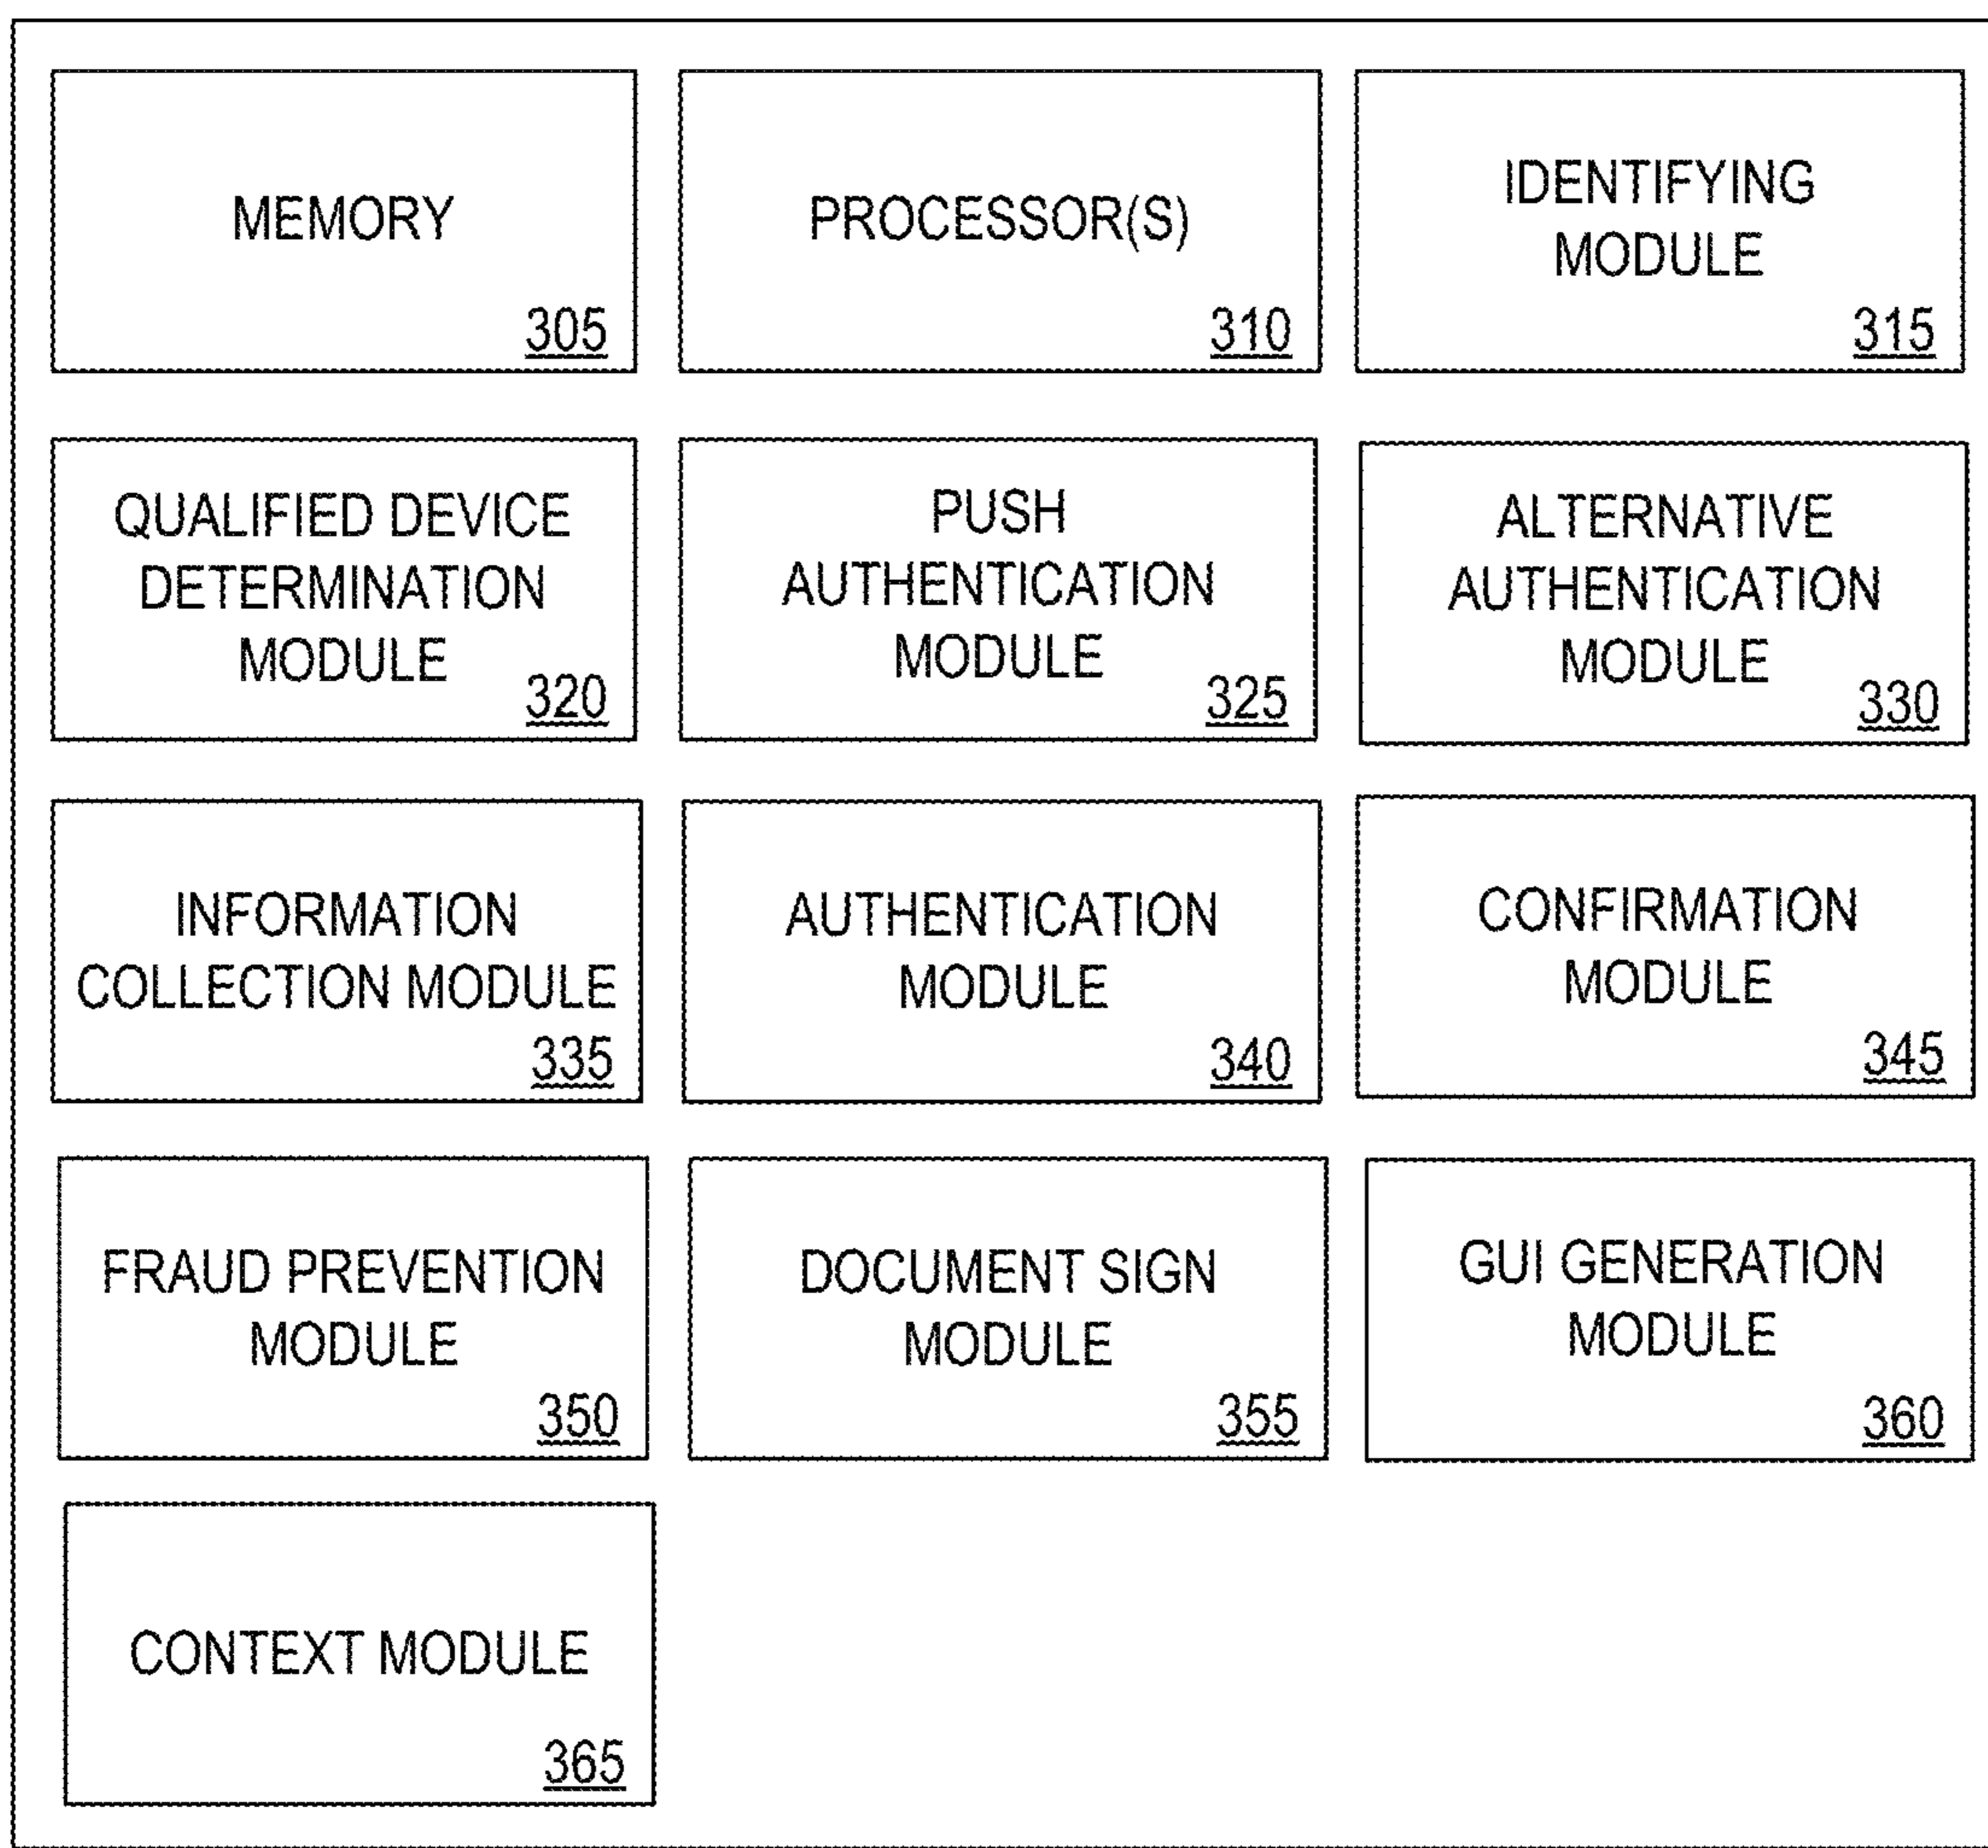 MEMORY
305
PROCESSOR(S)
310
IDENTIFYING
MODULE
315
QUALIFIED DEVICE
DETERMINATION
MODULE
320
PUSH
AUTHENTICATION
MODULE
325
ALTERNATIVE
AUTHENTICATION
MODULE
330
INFORMATION
COLLECTION MODULE
335
AUTHENTICATION
MODULE
340
CONFIRMATION
MODULE
345
FRAUD PREVENTION
MODULE
350
DOCUMENT SIGN
MODULE
355
GUI GENERATION
MODULE
360
CONTEXT MODULE
365